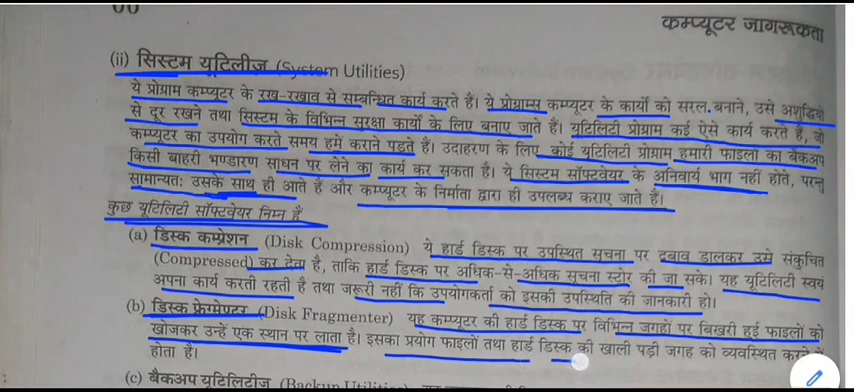 कम्प्यूटर जागरूकता
(ii) सिस्टम यूटिलीज (System Utilities)
ये प्रोग्राम कम्प्यूटर के रख-रखाव से सम्बन्धित कार्य करते हैं। ये प्रोग्राम्स कम्प्यूटर के कार्यों को सरल बनाने, उसे अशुद्धियों
से दूर रखने तथा सिस्टम के विभिन्न सुरक्षा कार्यों के लिए बनाए जाते हैं। यूटिलिटी प्रोग्राम कई ऐसे कार्य करते हैं, जो
कम्प्यूटर का उपयोग करते समय हमें कराने पड़ते हैं। उदाहरण के लिए कोई यूटिलिटी प्रोग्राम हमारी फाइलों का बैकअप
किसी बाहरी भण्डारण साधन पर लेने का कार्य कर सकता है। ये सिस्टम सॉफ्टवेयर के अनिवार्य भाग नहीं होते, परन्तु
सामान्यतः उसके साथ ही आते हैं और कम्प्यूटर के निर्माता द्वारा ही उपलब्ध कराए जाते हैं।
कुछ यूटिलिटी सॉफ्टवेयर निम्न हैं
(a) डिस्क कम्प्रेशन (Disk Compression) ये हार्ड डिस्क पर उपस्थित सूचना पर दबाव डालकर उसे संकुचित
(Compressed) कर देता है, ताकि हार्ड डिस्क पर अधिक-से-अधिक सूचना स्टोर की जा सके। यह यूटिलिटी स्वयं
अपना कार्य करती रहती है तथा जरूरी नहीं कि उपयोगकर्ता को इसकी उपस्थिति की जानकारी हो।
(b) डिस्क फ्रेग्मेण्टर (Disk Fragmenter) यह कम्प्यूटर की हार्ड डिस्क पर विभिन्न जगहों पर बिखरी हुई फाइलों को
खोजकर उन्हें एक स्थान पर लाता है। इसका प्रयोग फाइलों तथा हार्ड डिस्क की खाली पड़ी जगह को व्यवस्थित करने में
होता है।
(c) बैकअप यूटिलिटीज (Backup Utilities)